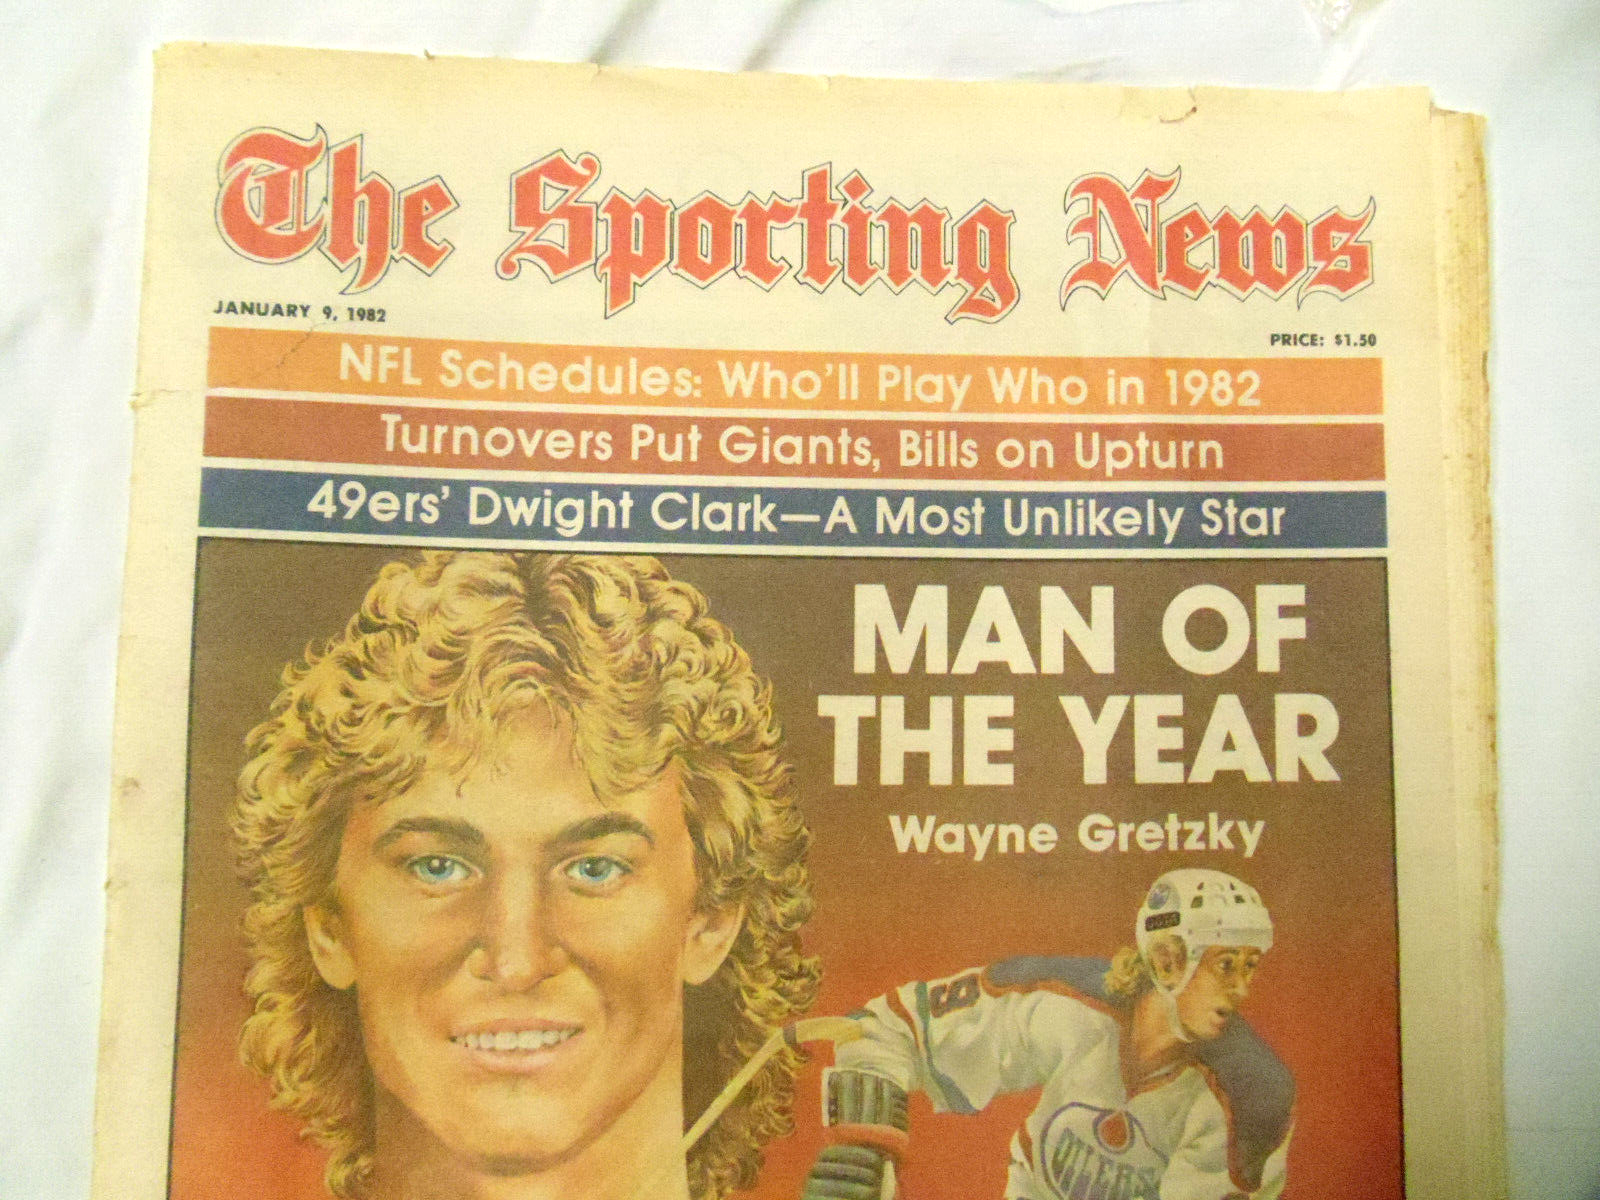 The Sporting News
JANUARY 9, 1982
PRICE: $1.50
NFL Schedules: Who'll Play Who in 1982
Turnovers Put Giants, Bills on Upturn
49ers' Dwight Clark—A Most Unlikely Star
MAN OF
THE YEAR
Wayne Gretzky
OILERS